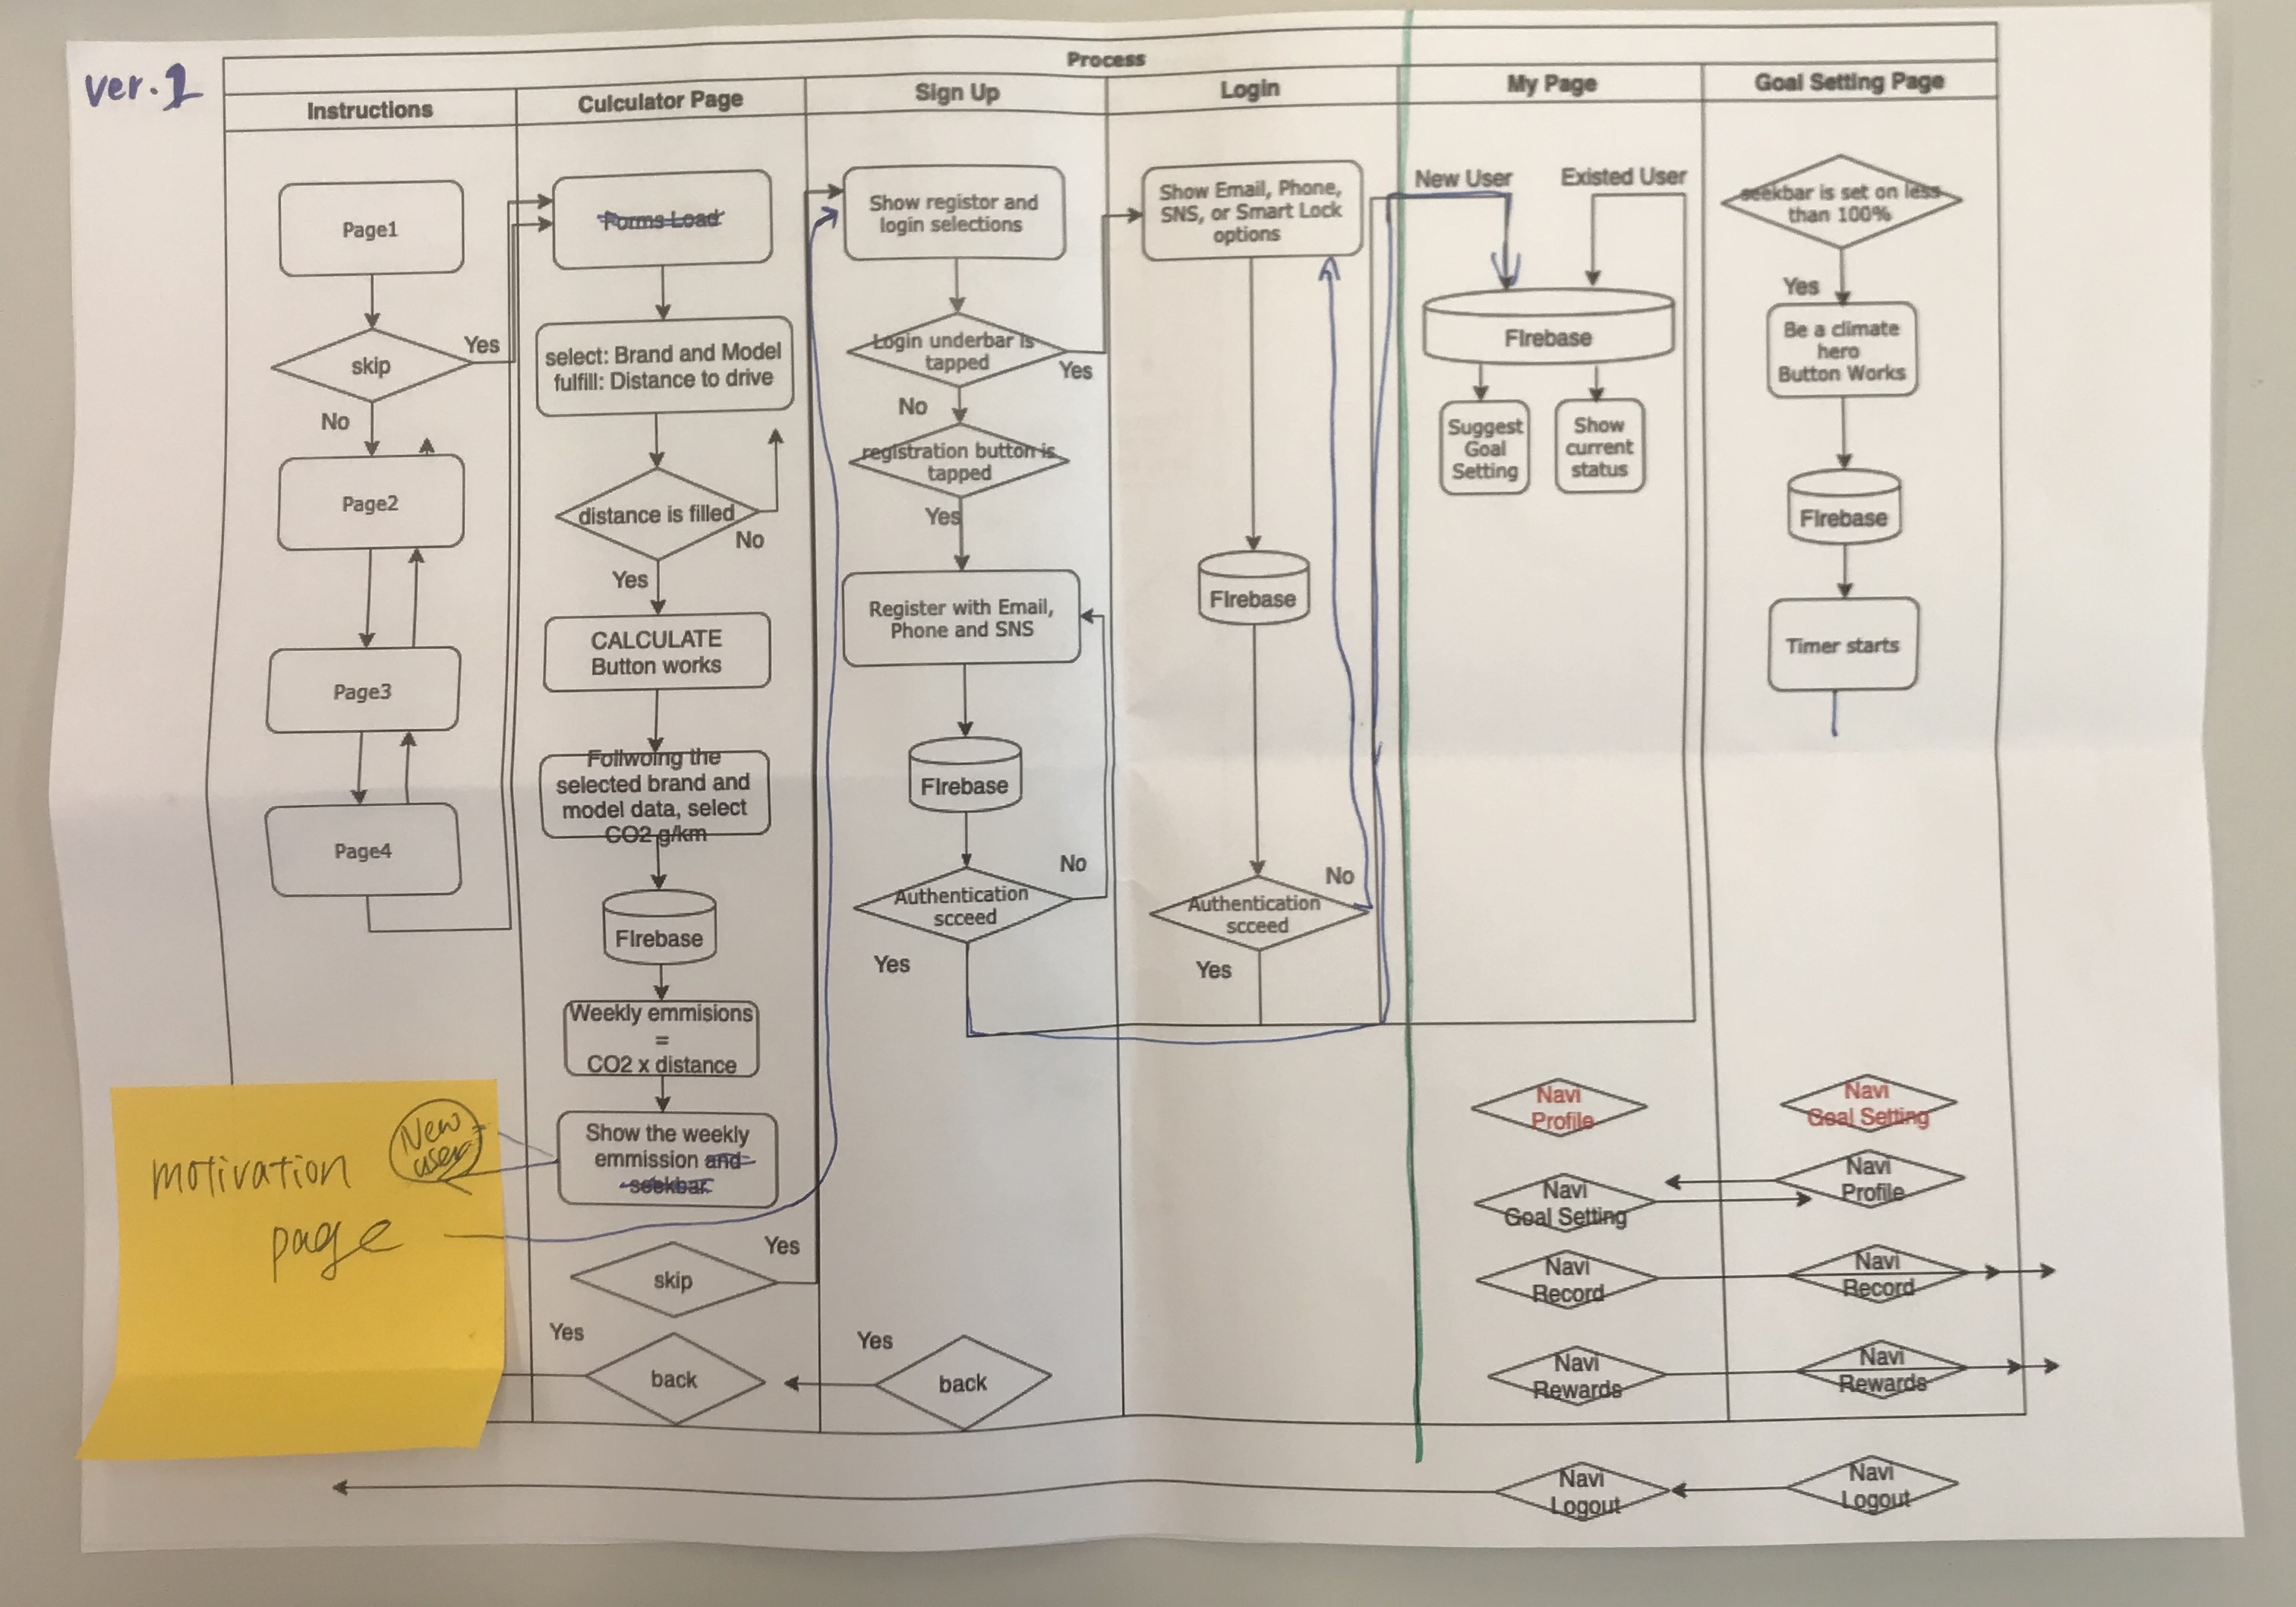 ver.1
Process
Instructions
Culculator Page
Sign Up
Login
My Page
Goal Setting Page
Page1
skip
Yes
No
Page2
Page3
Page4
Forms Load
select: Brand and Model
fulfill: Distance to drive
distance is filled
No
Yes
CALCULATE
Button works
Follwoing the
selected brand and
model data, select
CO2 g/km
FIrebase
Weekly emmisions
=
CO2 x distance
Show the weekly
emmission and
seekbar
skip
Yes
Yes
back
Show registor and
login selections
Login underbar is
tapped
Yes
No
registration button is
tapped
Yes
Register with Email,
Phone and SNS
FIrebase
Authentication
scceed
No
Yes
Yes
back
Show Email, Phone,
SNS, or Smart Lock
options
FIrebase
Authentication
scceed
No
Yes
New User
Existed User
FIrebase
Suggest
Goal
Setting
Show
current
status
Navi
Profile
Navi
Goal Setting
Navi
Record
Navi
Rewards
Navi
Logout
seekbar is set on less
than 100%
Yes
Be a climate
hero
Button Works
FIrebase
Timer starts
Navi
Goal Setting
Navi
Profile
Navi
Record
Navi
Rewards
Navi
Logout
New
user
motivation
page